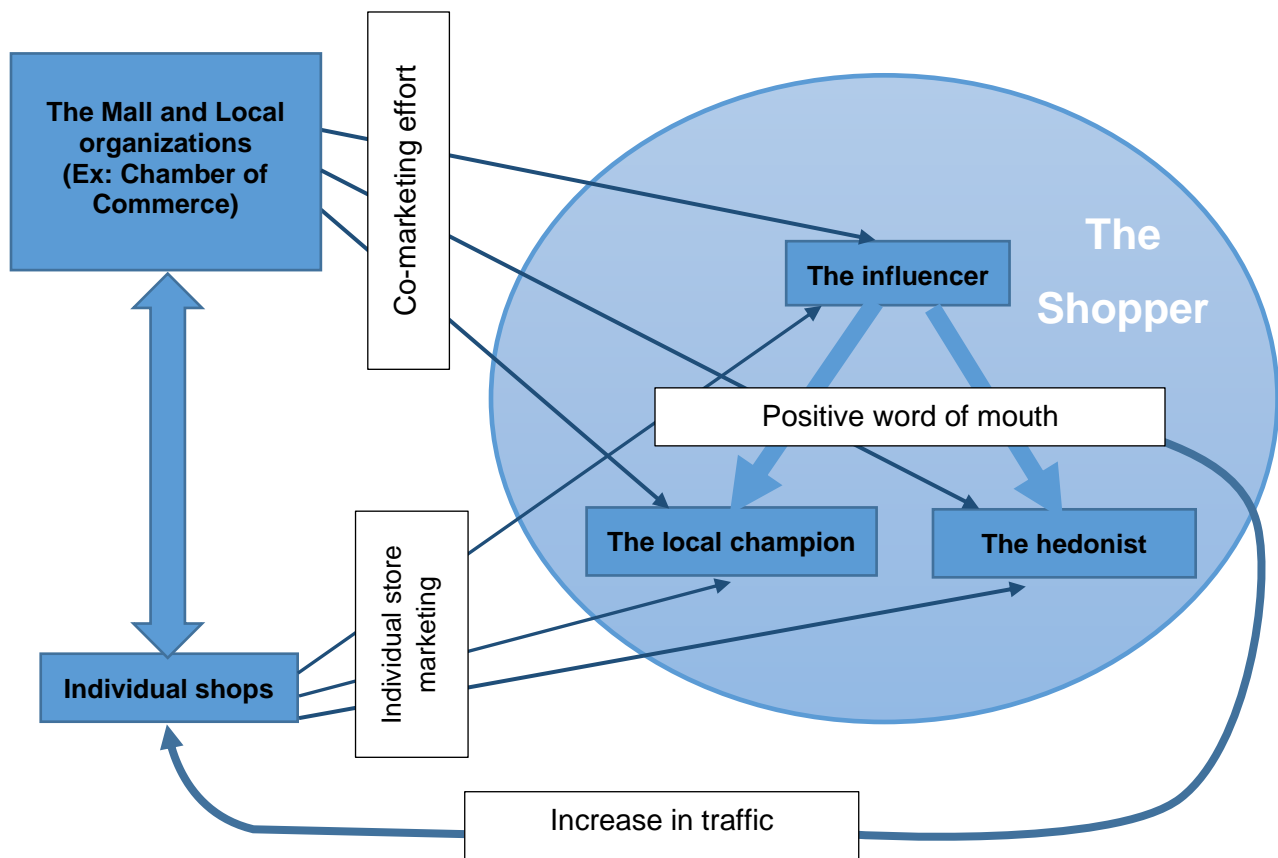 The Mall and Local
organizations
(Ex: Chamber of
Commerce)
Co-marketing effort
The
Shopper
The influencer
Positive word of mouth
The local champion
The hedonist
Individual store
marketing
Individual shops
Increase in traffic